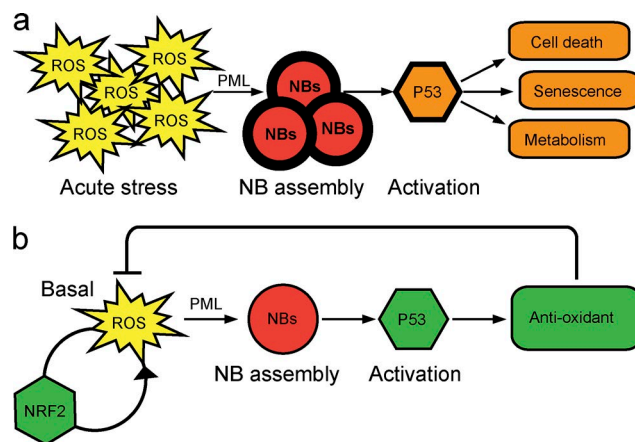 a
ROS
ROS
ROS
ROS
ROS
PML
NBs
NBs
NBs
P53
Cell death
Senescence
Metabolism
Acute stress
NB assembly
Activation
b
Basal
ROS
PML
NBs
P53
Anti-oxidant
NRF2
NB assembly
Activation